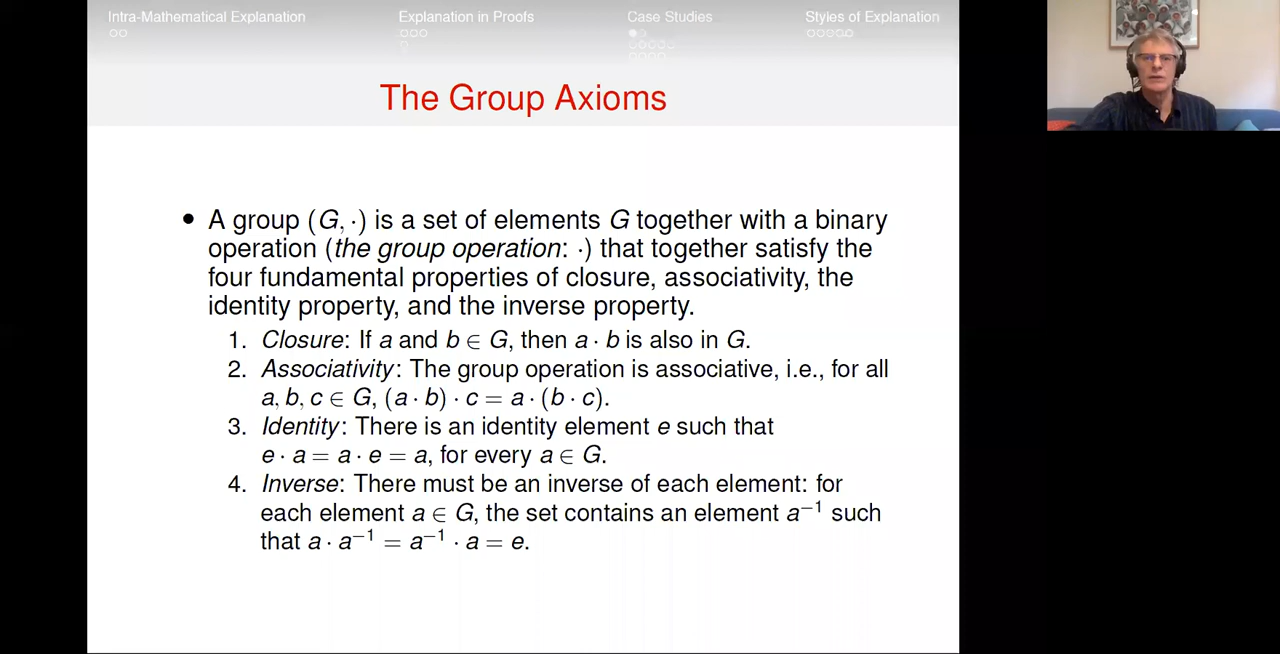 Intra-Mathematical Explanation Explanation in Proofs Case Studies Styles of Explanation
The Group Axioms
• A group (G, ·) is a set of elements G together with a binary
operation (the group operation: ·) that together satisfy the
four fundamental properties of closure, associativity, the
identity property, and the inverse property.
1. Closure: If a and b ∈ G, then a · b is also in G.
2. Associativity: The group operation is associative, i.e., for all
a, b, c ∈ G, (a · b) · c = a · (b · c).
3. Identity: There is an identity element e such that
e · a = a · e = a, for every a ∈ G.
4. Inverse: There must be an inverse of each element: for
each element a ∈ G, the set contains an element a⁻¹ such
that a · a⁻¹ = a⁻¹ · a = e.